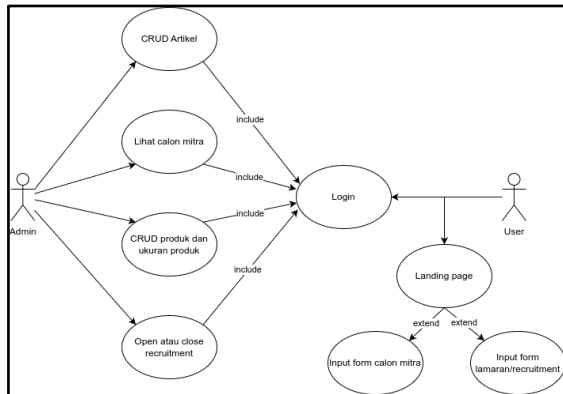 CRUD Artikel
include
Lihat calon mitra
include
Login
Admin
include
User
CRUD produk dan
ukuran produk
include
Landing page
extend
extend
Open atau close
recruitment
Input form calon mitra
Input form
lamaran/recruitment